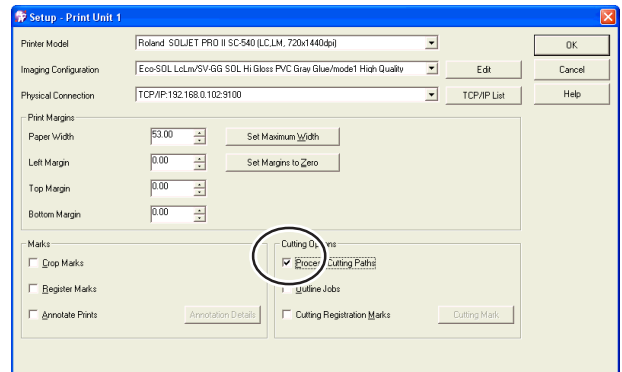 Setup - Print Unit 1
Printer Model Roland SOLJET PRO II SC-540 (LC,LM, 720x1440dpi) OK
Imaging Configuration Eco-SOL LcLm/SV-GG SOL Hi Gloss PVC Gray Glue/mode1 High Quality Edit Cancel
Physical Connection TCP/IP:192.168.0.102:9100 TCP/IP List Help
Print Margins
Paper Width 53.00 Set Maximum Width
Left Margin 0.00 Set Margins to Zero
Top Margin 0.00
Bottom Margin 0.00
Marks Cutting Options
Crop Marks Process Cutting Paths
Register Marks Outline Jobs
Annotate Prints Annotation Details Cutting Registration Marks Cutting Mark